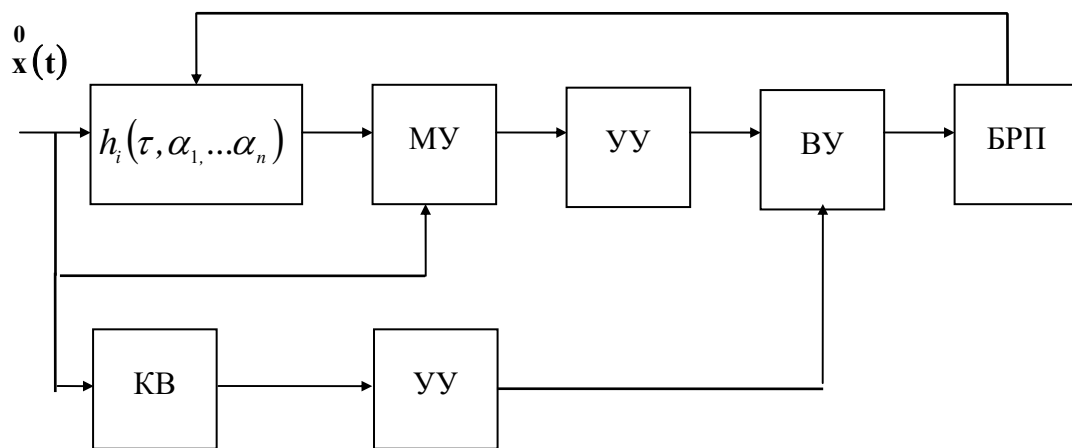 0
x(t)
h_i(τ, α_1, ...α_n)
МУ
УУ
ВУ
БРП
КВ
УУ